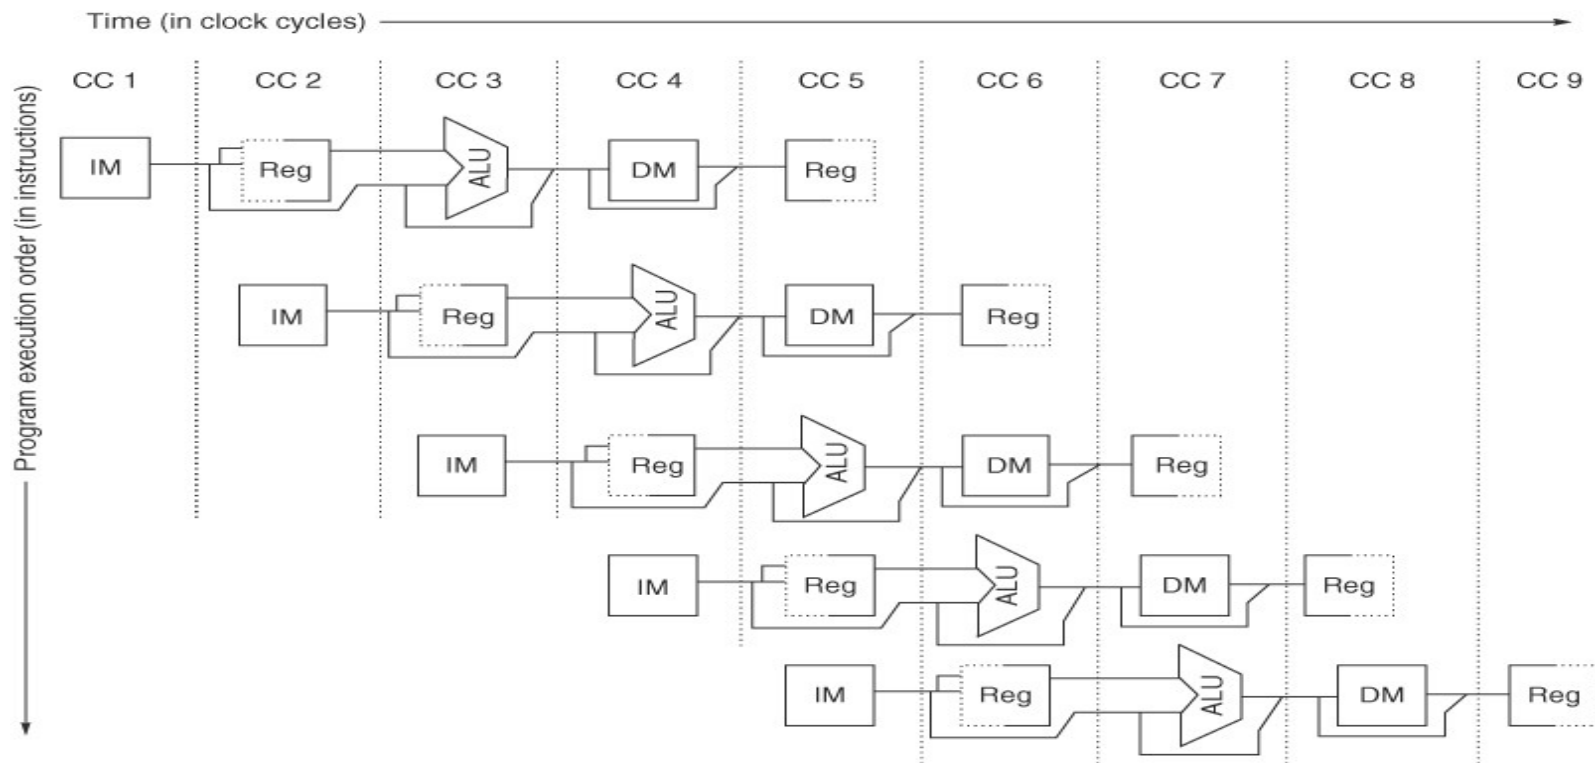 Time (in clock cycles)
CC 1 CC 2 CC 3 CC 4 CC 5 CC 6 CC 7 CC 8 CC 9
Program execution order (in instructions)
IM Reg ALU DM Reg
IM Reg ALU DM Reg
IM Reg ALU DM Reg
IM Reg ALU DM Reg
IM Reg ALU DM Reg